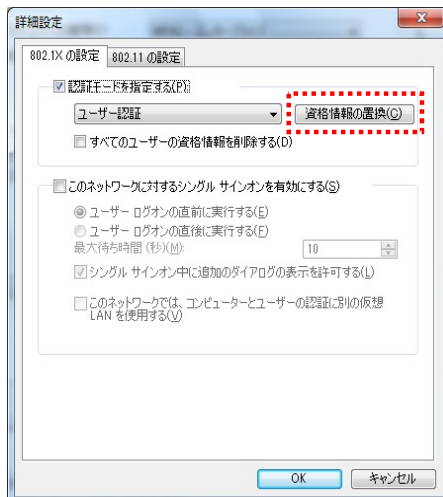 詳細設定
802.1X の設定 802.11 の設定
認証モードを指定する(P):
ユーザー認証 資格情報の置換(C)
すべてのユーザーの資格情報を削除する(D)
このネットワークに対するシングル サインオンを有効にする(S)
ユーザー ログオンの直前に実行する(E)
ユーザー ログオンの直後に実行する(F)
最大待ち時間 (秒)(M): 10
シングル サインオン中に追加のダイアログの表示を許可する(L)
このネットワークでは、コンピューターとユーザーの認証に別の仮想
LAN を使用する(V)
OK キャンセル